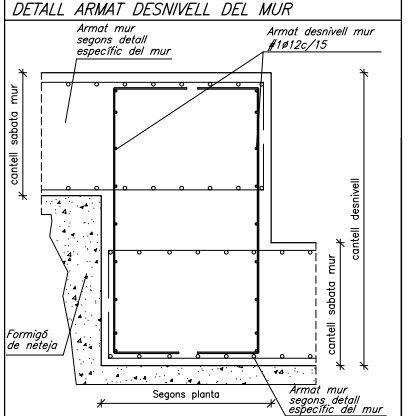 DETALL ARMAT DESNIVELL DEL MUR
Armat mur
segons detall
específic del mur
Armat desnivell mur
#1ø12c/15
cantell sabata mur
cantell desnivell
cantell sabata mur
Formigó
de neteja
Segons planta
Armat mur
segons detall
específic del mur